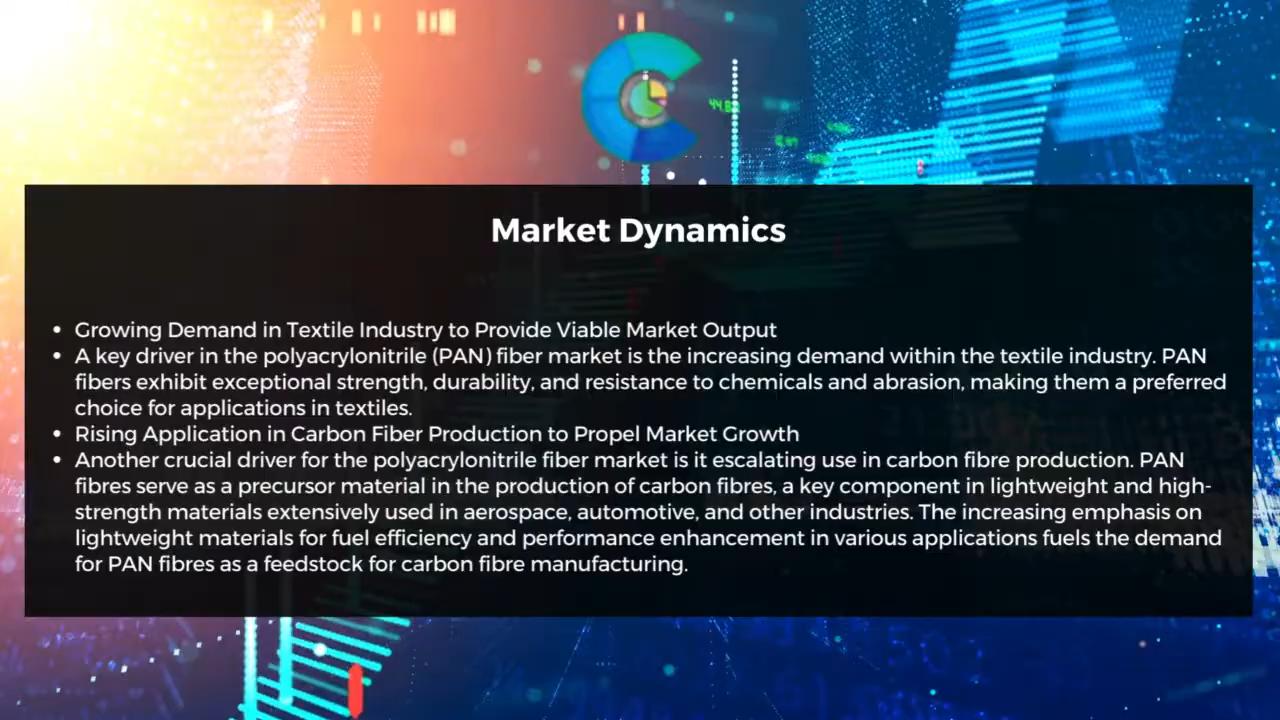 44.8
Market Dynamics
• Growing Demand in Textile Industry to Provide Viable Market Output
• A key driver in the polyacrylonitrile (PAN) fiber market is the increasing demand within the textile industry. PAN
fibers exhibit exceptional strength, durability, and resistance to chemicals and abrasion, making them a preferred
choice for applications in textiles.
• Rising Application in Carbon Fiber Production to Propel Market Growth
• Another crucial driver for the polyacrylonitrile fiber market is it escalating use in carbon fibre production. PAN
fibres serve as a precursor material in the production of carbon fibres, a key component in lightweight and high-
strength materials extensively used in aerospace, automotive, and other industries. The increasing emphasis on
lightweight materials for fuel efficiency and performance enhancement in various applications fuels the demand
for PAN fibres as a feedstock for carbon fibre manufacturing.